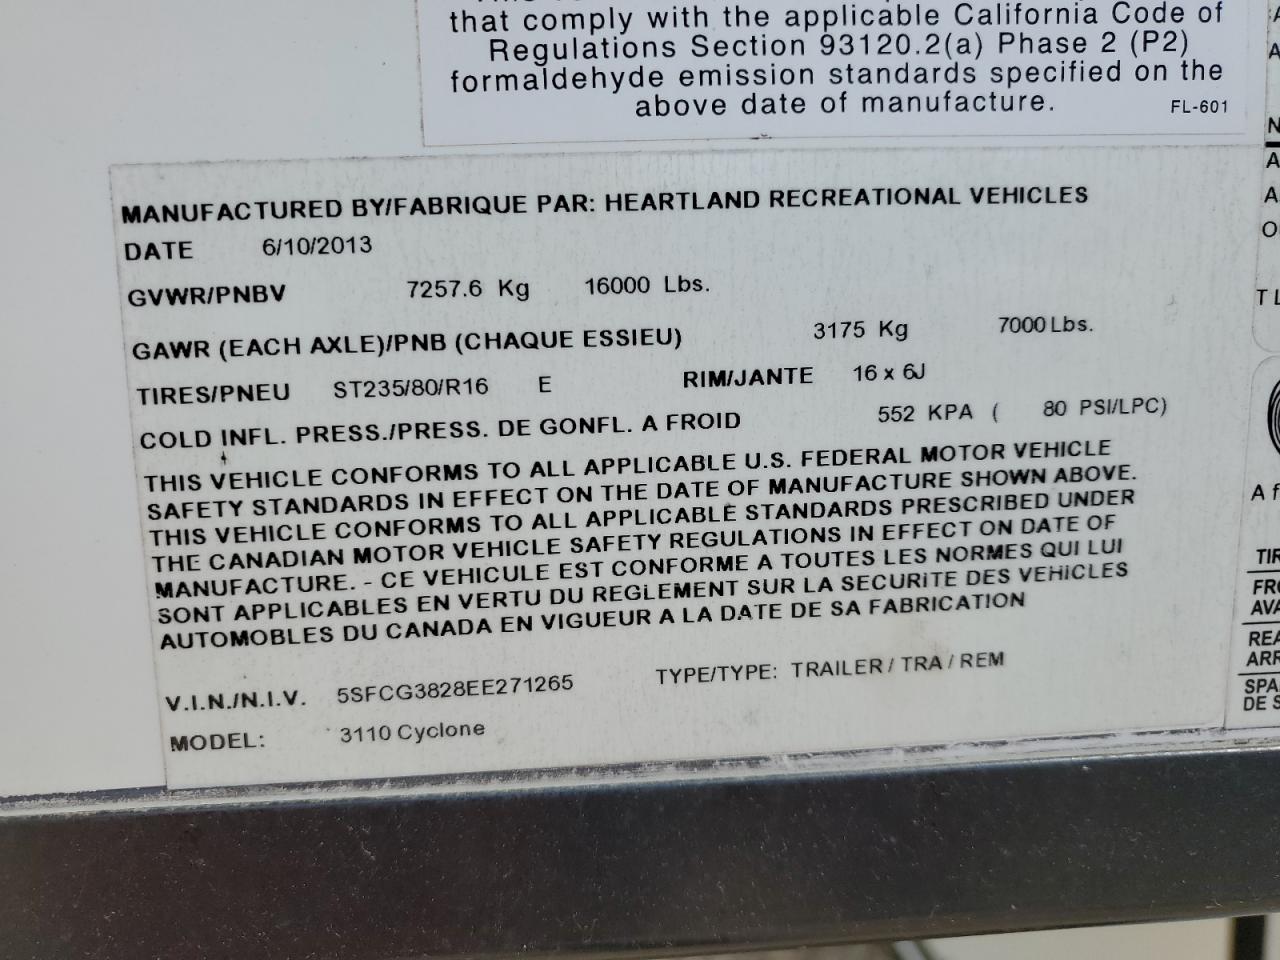 that comply with the applicable California Code of
Regulations Section 93120.2(a) Phase 2 (P2)
formaldehyde emission standards specified on the
above date of manufacture. FL-601
MANUFACTURED BY/FABRIQUE PAR: HEARTLAND RECREATIONAL VEHICLES
DATE 6/10/2013
GVWR/PNBV 7257.6 Kg 16000 Lbs.
GAWR (EACH AXLE)/PNB (CHAQUE ESSIEU) 3175 Kg 7000 Lbs.
TIRES/PNEU ST235/80/R16 E RIM/JANTE 16 x 6J
COLD INFL. PRESS./PRESS. DE GONFL. A FROID 552 KPA ( 80 PSI/LPC)
THIS VEHICLE CONFORMS TO ALL APPLICABLE U.S. FEDERAL MOTOR VEHICLE
SAFETY STANDARDS IN EFFECT ON THE DATE OF MANUFACTURE SHOWN ABOVE.
THIS VEHICLE CONFORMS TO ALL APPLICABLE STANDARDS PRESCRIBED UNDER
THE CANADIAN MOTOR VEHICLE SAFETY REGULATIONS IN EFFECT ON DATE OF
MANUFACTURE. - CE VEHICULE EST CONFORME A TOUTES LES NORMES QUI LUI
SONT APPLICABLES EN VERTU DU REGLEMENT SUR LA SECURITE DES VEHICLES
AUTOMOBLES DU CANADA EN VIGUEUR A LA DATE DE SA FABRICATION
V.I.N./N.I.V. 5SFCG3828EE271265 TYPE/TYPE: TRAILER / TRA / REM
MODEL: 3110 Cyclone